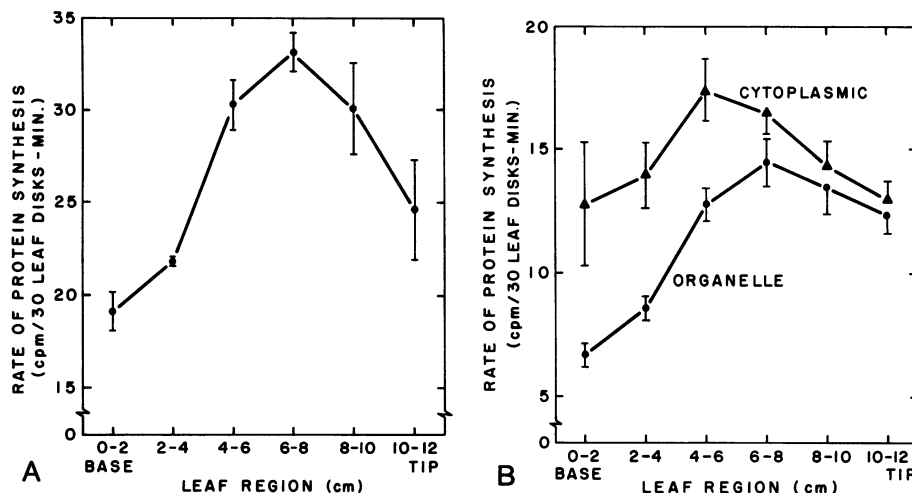 RATE OF PROTEIN SYNTHESIS
(cpm/30 LEAF DISKS-MIN.)
35
30
25
20
15
0
0-2
2-4
4-6
6-8
8-10
10-12
BASE
TIP
LEAF REGION (cm)
A
RATE OF PROTEIN SYNTHESIS
(cpm/30 LEAF DISKS-MIN.)
20
15
10
5
0
CYTOPLASMIC
ORGANELLE
0-2
2-4
4-6
6-8
8-10
10-12
BASE
TIP
LEAF REGION (cm)
B